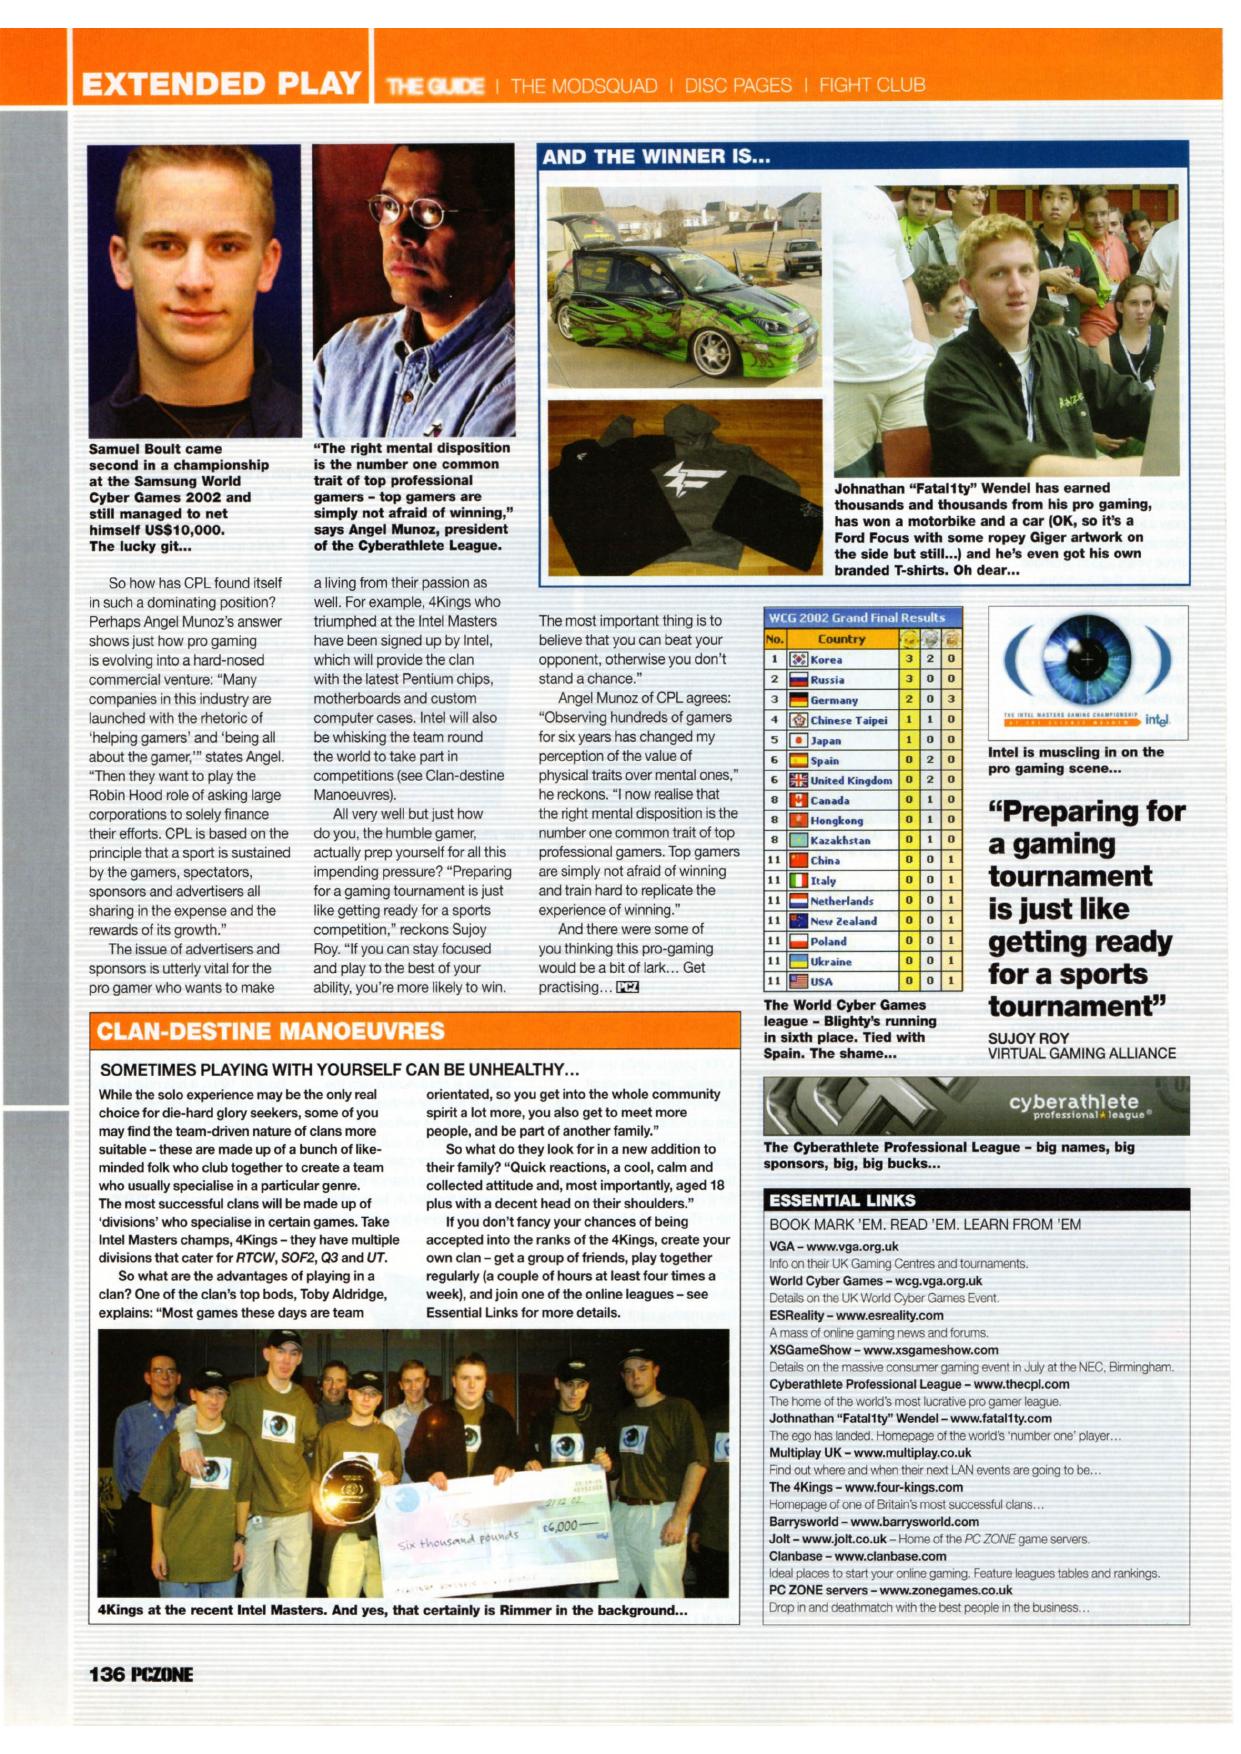 EXTENDED PLAY
THE GUIDE | THE MODSQUAD | DISC PAGES | FIGHT CLUB
Samuel Boult came
second in a championship
at the Samsung World
Cyber Games 2002 and
still managed to net
himself US$10,000.
The lucky git...
“The right mental disposition
is the number one common
trait of top professional
gamers – top gamers are
simply not afraid of winning,”
says Angel Munoz, president
of the Cyberathlete League.
AND THE WINNER IS...
Johnathan “Fatal1ty” Wendel has earned
thousands and thousands from his pro gaming,
has won a motorbike and a car (OK, so it’s a
Ford Focus with some ropey Giger artwork on
the side but still...) and he’s even got his own
branded T-shirts. Oh dear...
So how has CPL found itself
in such a dominating position?
Perhaps Angel Munoz’s answer
shows just how pro gaming
is evolving into a hard-nosed
commercial venture: “Many
companies in this industry are
launched with the rhetoric of
‘helping gamers’ and ‘being all
about the gamer,’” states Angel.
“Then they want to play the
Robin Hood role of asking large
corporations to solely finance
their efforts. CPL is based on the
principle that a sport is sustained
by the gamers, spectators,
sponsors and advertisers all
sharing in the expense and the
rewards of its growth.”
The issue of advertisers and
sponsors is utterly vital for the
pro gamer who wants to make
a living from their passion as
well. For example, 4Kings who
triumphed at the Intel Masters
have been signed up by Intel,
which will provide the clan
with the latest Pentium chips,
motherboards and custom
computer cases. Intel will also
be whisking the team round
the world to take part in
competitions (see Clan-destine
Manoeuvres).
All very well but just how
do you, the humble gamer,
actually prep yourself for all this
impending pressure? “Preparing
for a gaming tournament is just
like getting ready for a sports
competition,” reckons Sujoy
Roy. “If you can stay focused
and play to the best of your
ability, you’re more likely to win.
The most important thing is to
believe that you can beat your
opponent, otherwise you don’t
stand a chance.”
Angel Munoz of CPL agrees:
“Observing hundreds of gamers
for six years has changed my
perception of the value of
physical traits over mental ones,”
he reckons. “I now realise that
the right mental disposition is the
number one common trait of top
professional gamers. Top gamers
are simply not afraid of winning
and train hard to replicate the
experience of winning.”
And there were some of
you thinking this pro-gaming
would be a bit of lark... Get
practising... PCZ
WCG 2002 Grand Final Results
No. Country
1 Korea 3 2 0
2 Russia 3 0 0
3 Germany 2 0 3
4 Chinese Taipei 1 1 0
5 Japan 1 0 0
6 Spain 0 2 0
6 United Kingdom 0 2 0
8 Canada 0 1 0
8 Hongkong 0 1 0
8 Kazakhstan 0 1 0
11 China 0 0 1
11 Italy 0 0 1
11 Netherlands 0 0 1
11 New Zealand 0 0 1
11 Poland 0 0 1
11 Ukraine 0 0 1
11 USA 0 0 1
The World Cyber Games
league – Blighty’s running
in sixth place. Tied with
Spain. The shame...
THE INTEL MASTERS GAMING CHAMPIONSHIP
AT THE SCIENCE MUSEUM
intel
Intel is muscling in on the
pro gaming scene...
“Preparing for
a gaming
tournament
is just like
getting ready
for a sports
tournament”
SUJOY ROY
VIRTUAL GAMING ALLIANCE
cyberathlete
professional league®
The Cyberathlete Professional League – big names, big
sponsors, big, big bucks...
CLAN-DESTINE MANOEUVRES
SOMETIMES PLAYING WITH YOURSELF CAN BE UNHEALTHY...
While the solo experience may be the only real
choice for die-hard glory seekers, some of you
may find the team-driven nature of clans more
suitable – these are made up of a bunch of like-
minded folk who club together to create a team
who usually specialise in a particular genre.
The most successful clans will be made up of
‘divisions’ who specialise in certain games. Take
Intel Masters champs, 4Kings – they have multiple
divisions that cater for RTCW, SOF2, Q3 and UT.
So what are the advantages of playing in a
clan? One of the clan’s top bods, Toby Aldridge,
explains: “Most games these days are team
orientated, so you get into the whole community
spirit a lot more, you also get to meet more
people, and be part of another family.”
So what do they look for in a new addition to
their family? “Quick reactions, a cool, calm and
collected attitude and, most importantly, aged 18
plus with a decent head on their shoulders.”
If you don’t fancy your chances of being
accepted into the ranks of the 4Kings, create your
own clan – get a group of friends, play together
regularly (a couple of hours at least four times a
week), and join one of the online leagues – see
Essential Links for more details.
21.12.02
Six thousand pounds
£6,000
4Kings at the recent Intel Masters. And yes, that certainly is Rimmer in the background...
ESSENTIAL LINKS
BOOK MARK ’EM. READ ’EM. LEARN FROM ’EM
VGA – www.vga.org.uk
Info on their UK Gaming Centres and tournaments.
World Cyber Games – wcg.vga.org.uk
Details on the UK World Cyber Games Event.
ESReality – www.esreality.com
A mass of online gaming news and forums.
XSGameShow – www.xsgameshow.com
Details on the massive consumer gaming event in July at the NEC, Birmingham.
Cyberathlete Professional League – www.thecpl.com
The home of the world’s most lucrative pro gamer league.
Jothnathan “Fatal1ty” Wendel – www.fatal1ty.com
The ego has landed. Homepage of the world’s ‘number one’ player...
Multiplay UK – www.multiplay.co.uk
Find out where and when their next LAN events are going to be...
The 4Kings – www.four-kings.com
Homepage of one of Britain’s most successful clans...
Barrysworld – www.barrysworld.com
Jolt – www.jolt.co.uk – Home of the PC ZONE game servers.
Clanbase – www.clanbase.com
Ideal places to start your online gaming. Feature leagues tables and rankings.
PC ZONE servers – www.zonegames.co.uk
Drop in and deathmatch with the best people in the business...
136 PCZONE